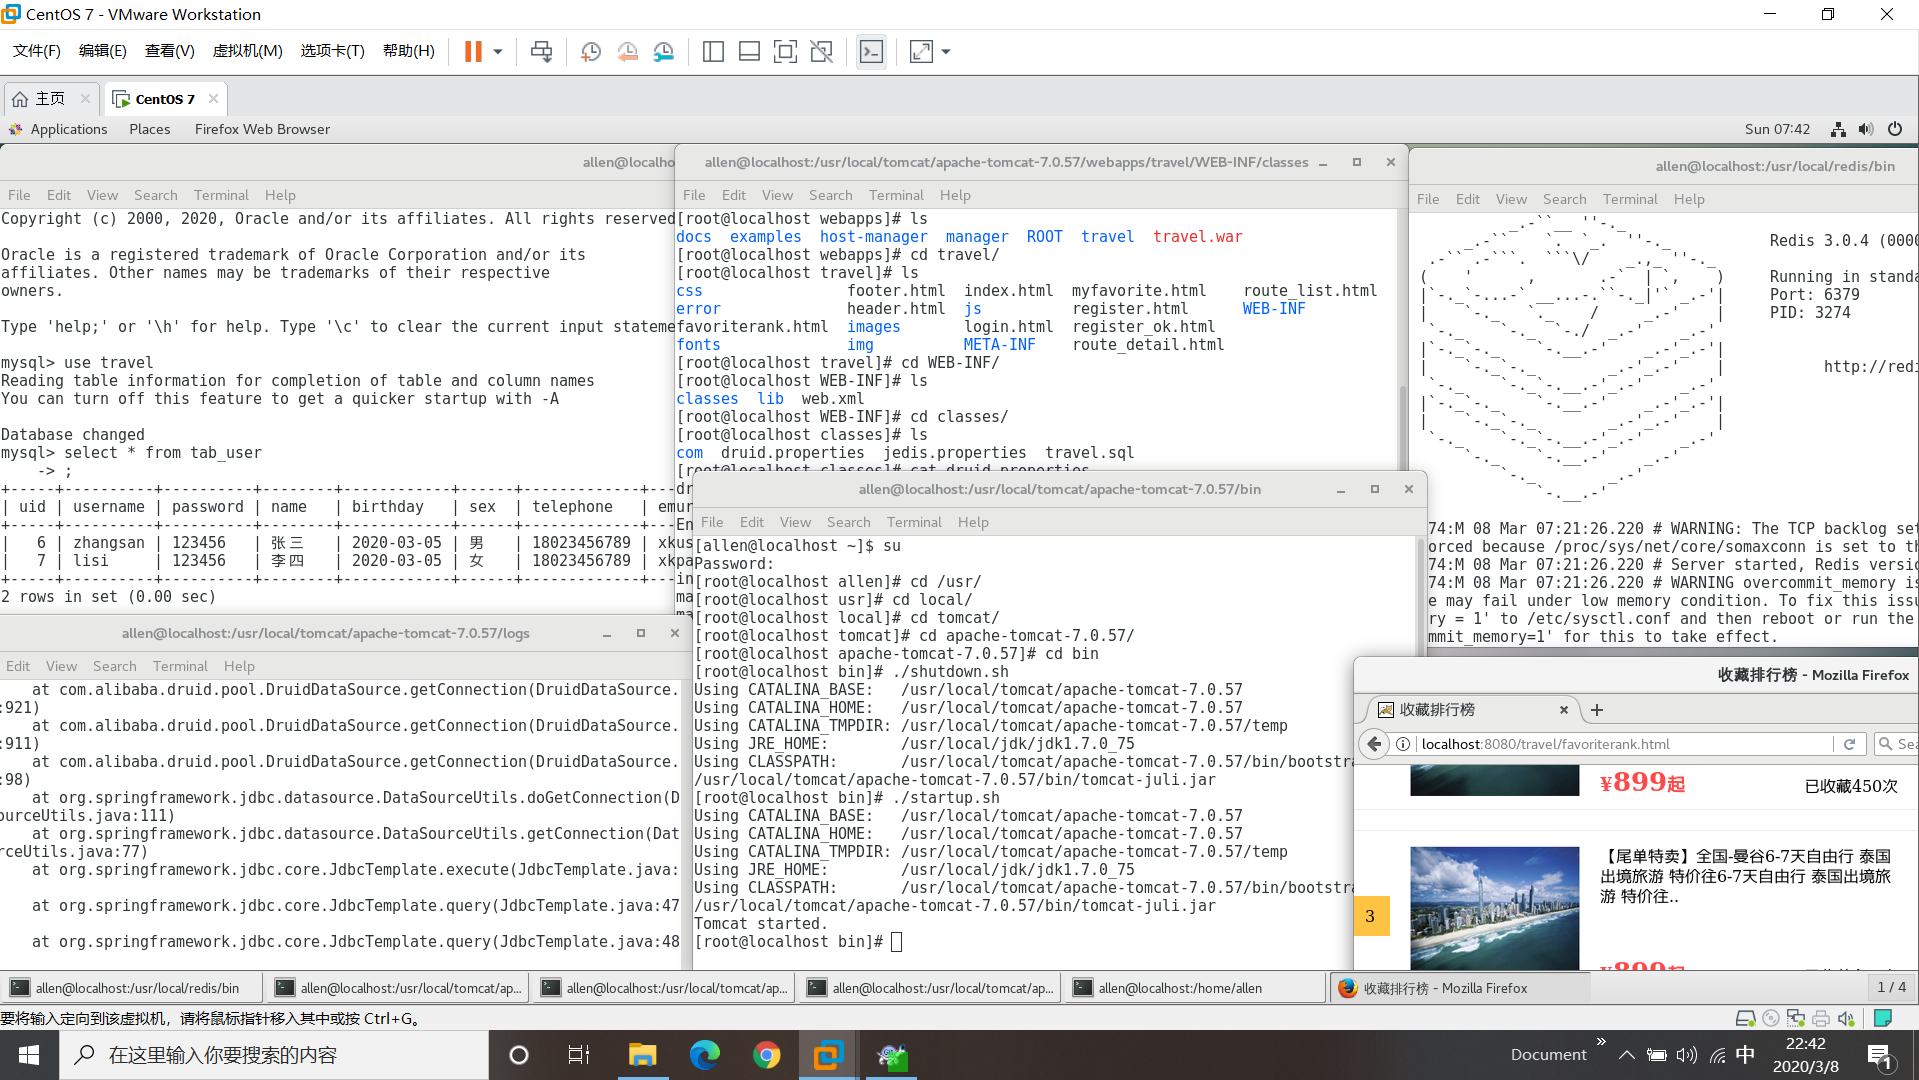 CentOS 7 - VMware Workstation
文件(F) 编辑(E) 查看(V) 虚拟机(M) 选项卡(T) 帮助(H)
主页 CentOS 7
Applications Places Firefox Web Browser Sun 07:42
allen@localho
File Edit View Search Terminal Help
Copyright (c) 2000, 2020, Oracle and/or its affiliates. All rights reserved
Oracle is a registered trademark of Oracle Corporation and/or its
affiliates. Other names may be trademarks of their respective
owners.
Type 'help;' or '\h' for help. Type '\c' to clear the current input stateme
mysql> use travel
Reading table information for completion of table and column names
You can turn off this feature to get a quicker startup with -A
Database changed
mysql> select * from tab_user
    -> ;
+-----+----------+----------+--------+------------+------+-------------+---
| uid | username | password | name | birthday | sex | telephone | em
+-----+----------+----------+--------+------------+------+-------------+---
| 6 | zhangsan | 123456 | 张三 | 2020-03-05 | 男 | 18023456789 | xk
| 7 | lisi | 123456 | 李四 | 2020-03-05 | 女 | 18023456789 | xk
+-----+----------+----------+--------+------------+------+-------------+---
2 rows in set (0.00 sec)
allen@localhost:/usr/local/tomcat/apache-tomcat-7.0.57/webapps/travel/WEB-INF/classes
File Edit View Search Terminal Help
[root@localhost webapps]# ls
docs examples host-manager manager ROOT travel travel.war
[root@localhost webapps]# cd travel/
[root@localhost travel]# ls
css footer.html index.html myfavorite.html route_list.html
error header.html js register.html WEB-INF
favoriterank.html images login.html register_ok.html
fonts img META-INF route_detail.html
[root@localhost travel]# cd WEB-INF/
[root@localhost WEB-INF]# ls
classes lib web.xml
[root@localhost WEB-INF]# cd classes/
[root@localhost classes]# ls
com druid.properties jedis.properties travel.sql
[root@localhost classes]# cat druid.properties
allen@localhost:/usr/local/redis/bin
File Edit View Search Terminal Help
Redis 3.0.4 (0000
Running in standa
Port: 6379
PID: 3274
http://redi
74:M 08 Mar 07:21:26.220 # WARNING: The TCP backlog set
orced because /proc/sys/net/core/somaxconn is set to th
74:M 08 Mar 07:21:26.220 # Server started, Redis versio
74:M 08 Mar 07:21:26.220 # WARNING overcommit_memory is
e may fail under low memory condition. To fix this issu
ry = 1' to /etc/sysctl.conf and then reboot or run the
mmit_memory=1' for this to take effect.
allen@localhost:/usr/local/tomcat/apache-tomcat-7.0.57/logs
Edit View Search Terminal Help
at com.alibaba.druid.pool.DruidDataSource.getConnection(DruidDataSource.
:921)
at com.alibaba.druid.pool.DruidDataSource.getConnection(DruidDataSource.
:911)
at com.alibaba.druid.pool.DruidDataSource.getConnection(DruidDataSource.
:98)
at org.springframework.jdbc.datasource.DataSourceUtils.doGetConnection(D
ourceUtils.java:111)
at org.springframework.jdbc.datasource.DataSourceUtils.getConnection(Dat
rceUtils.java:77)
at org.springframework.jdbc.core.JdbcTemplate.execute(JdbcTemplate.java:
at org.springframework.jdbc.core.JdbcTemplate.query(JdbcTemplate.java:47
at org.springframework.jdbc.core.JdbcTemplate.query(JdbcTemplate.java:48
allen@localhost:/usr/local/tomcat/apache-tomcat-7.0.57/bin
File Edit View Search Terminal Help
[allen@localhost ~]$ su
Password:
[root@localhost allen]# cd /usr/
[root@localhost usr]# cd local/
[root@localhost local]# cd tomcat/
[root@localhost tomcat]# cd apache-tomcat-7.0.57/
[root@localhost apache-tomcat-7.0.57]# cd bin
[root@localhost bin]# ./shutdown.sh
Using CATALINA_BASE: /usr/local/tomcat/apache-tomcat-7.0.57
Using CATALINA_HOME: /usr/local/tomcat/apache-tomcat-7.0.57
Using CATALINA_TMPDIR: /usr/local/tomcat/apache-tomcat-7.0.57/temp
Using JRE_HOME: /usr/local/jdk/jdk1.7.0_75
Using CLASSPATH: /usr/local/tomcat/apache-tomcat-7.0.57/bin/bootstra
/usr/local/tomcat/apache-tomcat-7.0.57/bin/tomcat-juli.jar
[root@localhost bin]# ./startup.sh
Using CATALINA_BASE: /usr/local/tomcat/apache-tomcat-7.0.57
Using CATALINA_HOME: /usr/local/tomcat/apache-tomcat-7.0.57
Using CATALINA_TMPDIR: /usr/local/tomcat/apache-tomcat-7.0.57/temp
Using JRE_HOME: /usr/local/jdk/jdk1.7.0_75
Using CLASSPATH: /usr/local/tomcat/apache-tomcat-7.0.57/bin/bootstra
/usr/local/tomcat/apache-tomcat-7.0.57/bin/tomcat-juli.jar
Tomcat started.
[root@localhost bin]#
收藏排行榜 - Mozilla Firefox
收藏排行榜
localhost:8080/travel/favoriterank.html Sea
¥899起 已收藏450次
【尾单特卖】全国-曼谷6-7天自由行 泰国
出境旅游 特价往6-7天自由行 泰国出境旅
游 特价往..
3
¥899起
allen@localhost:/usr/local/redis/bin allen@localhost:/usr/local/tomcat/ap... allen@localhost:/usr/local/tomcat/ap... allen@localhost:/usr/local/tomcat/ap... allen@localhost:/home/allen 收藏排行榜 - Mozilla Firefox 1 / 4
要将输入定向到该虚拟机，请将鼠标指针移入其中或按 Ctrl+G。
在这里输入你要搜索的内容 Document 中 22:42
2020/3/8 1